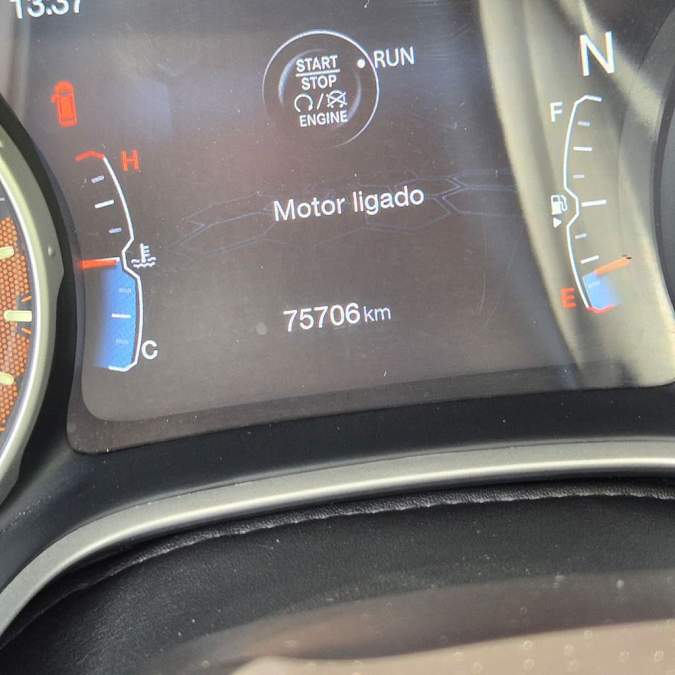 13:37
START
STOP
RUN
ENGINE
N
F
H
Motor ligado
E
75706 km
C